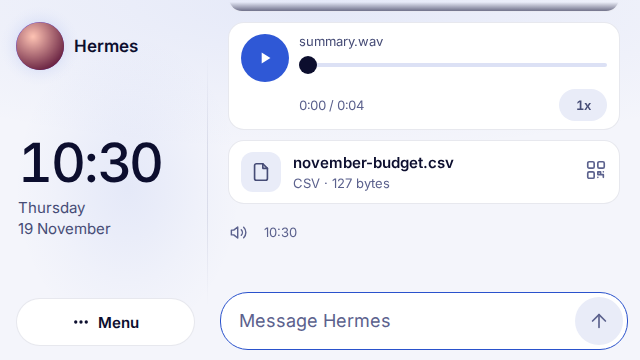 Hermes
10:30
Thursday
19 November
Menu
summary.wav
0:00 / 0:04
1x
november-budget.csv
CSV · 127 bytes
10:30
Message Hermes